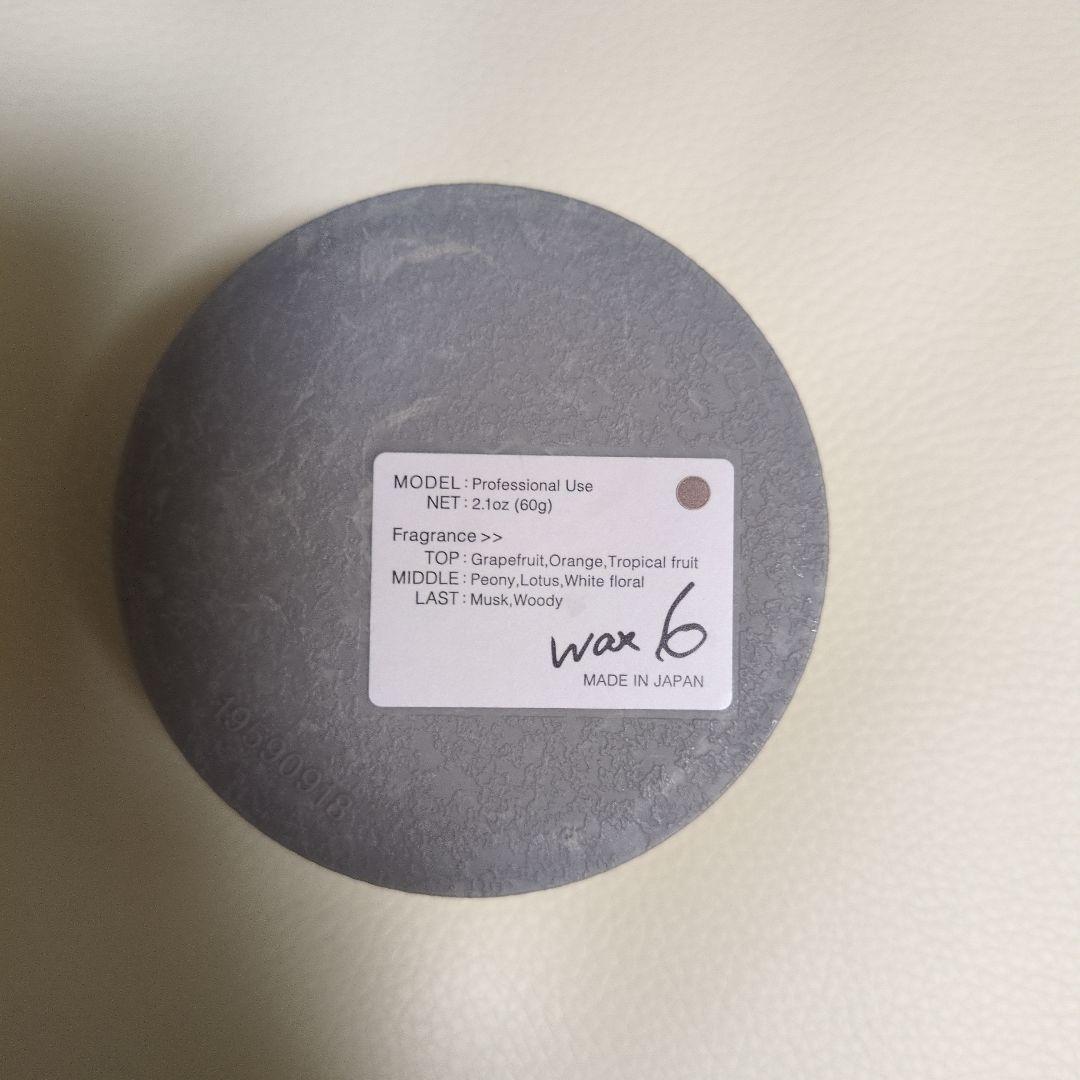 MODEL: Professional Use
NET: 2.1oz (60g)
Fragrance >>
TOP: Grapefruit,Orange,Tropical fruit
MIDDLE: Peony,Lotus,White floral
LAST: Musk,Woody
wax 6
MADE IN JAPAN
19590918